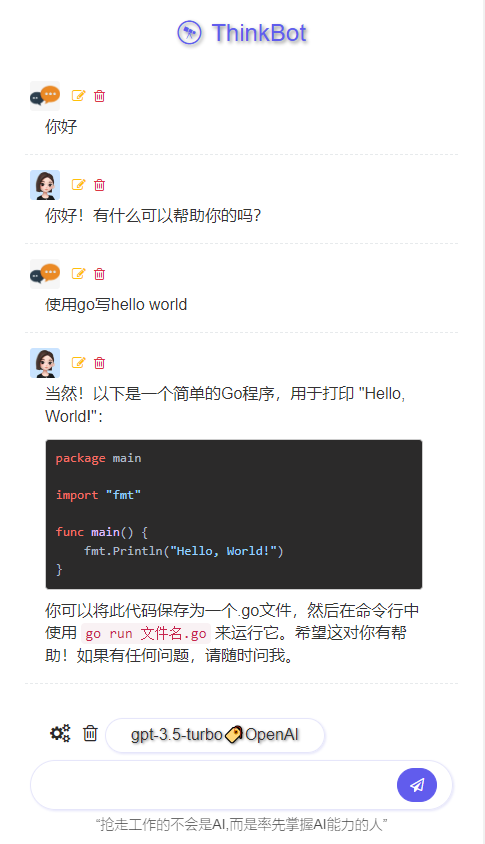 ThinkBot
你好
你好！有什么可以帮助你的吗？
使用go写hello world
当然！以下是一个简单的Go程序，用于打印 "Hello,
World!"：
package main
import "fmt"
func main() {
    fmt.Println("Hello, World!")
}
你可以将此代码保存为一个.go文件，然后在命令行中
使用 go run 文件名.go 来运行它。希望这对你有帮
助！如果有任何问题，请随时问我。
gpt-3.5-turbo OpenAI
“抢走工作的不会是AI,而是率先掌握AI能力的人”